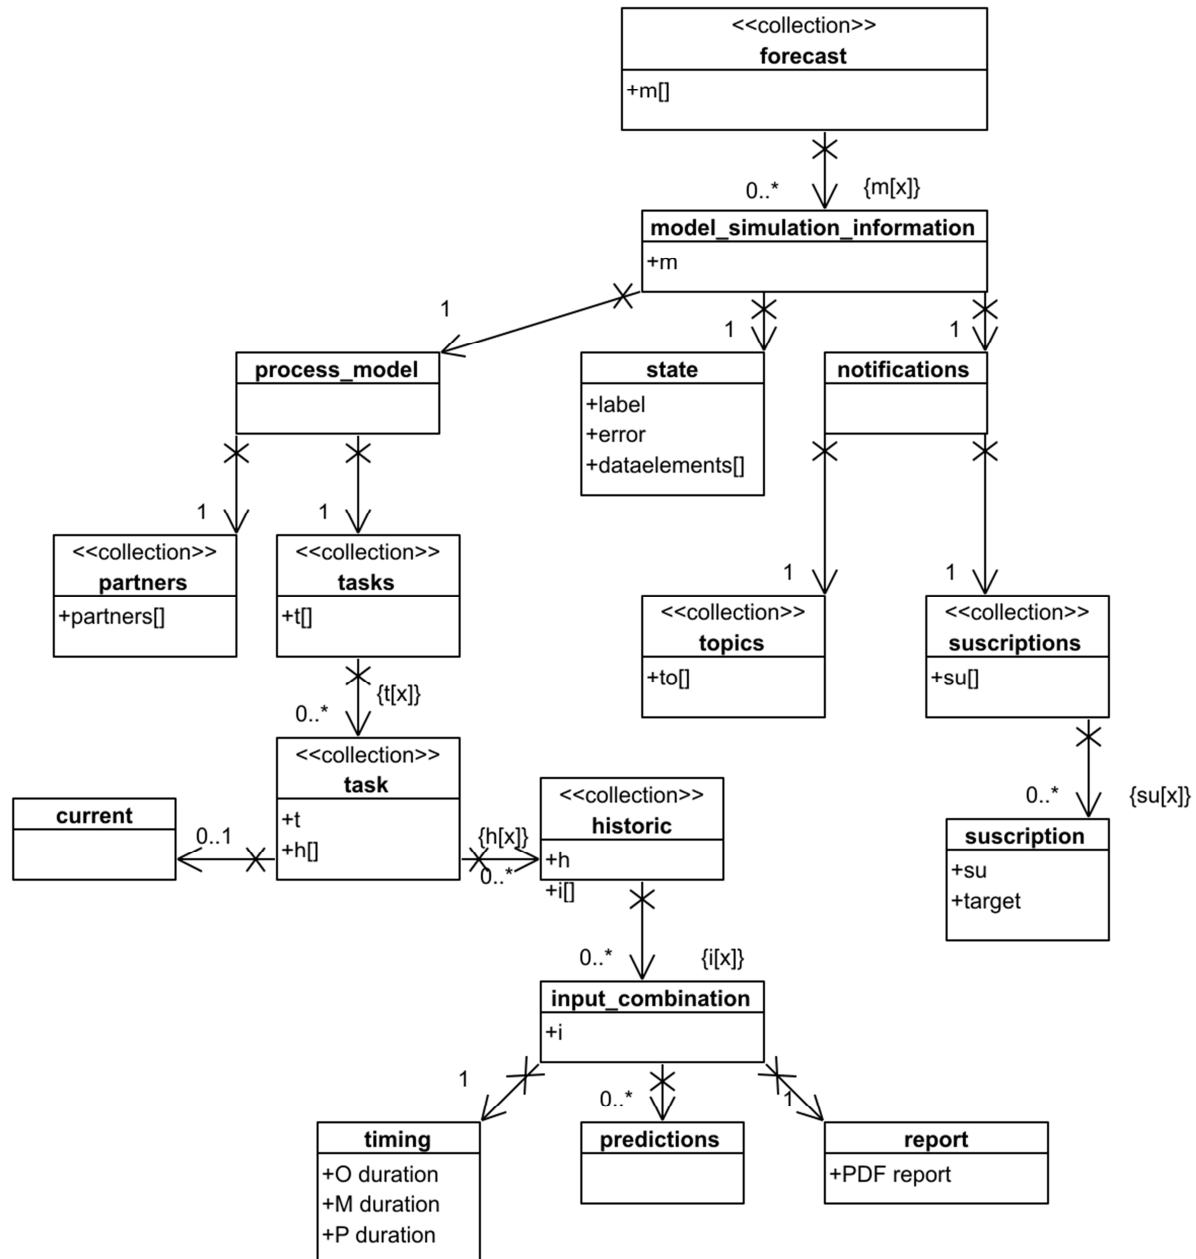 <<collection>>
forecast
+m[]
0..* {m[x]}
model_simulation_information
+m
1
1
1
process_model
state
+label
+error
+dataelements[]
notifications
1
1
1
1
<<collection>>
partners
+partners[]
<<collection>>
tasks
+t[]
<<collection>>
topics
+to[]
<<collection>>
suscriptions
+su[]
0..* {t[x]}
<<collection>>
task
+t
+h[]
current
0..1
{h[x]}
0..*
<<collection>>
historic
+h
+i[]
0..* {su[x]}
suscription
+su
+target
0..* {i[x]}
input_combination
+i
1
0..*
1
timing
+O duration
+M duration
+P duration
predictions
report
+PDF report